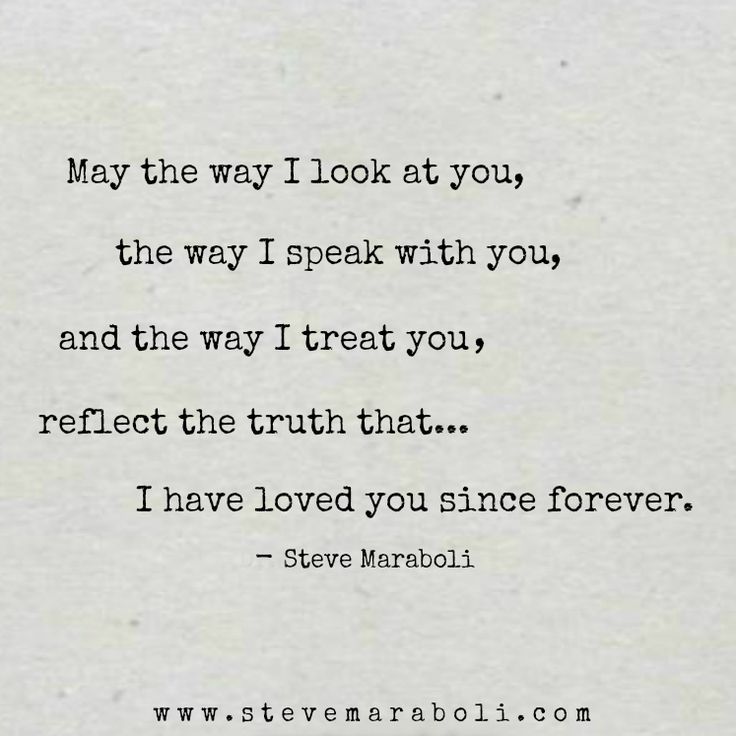 May the way I look at you,
the way I speak with you,
and the way I treat you,
reflect the truth that...
I have loved you since forever.
- Steve Maraboli
www.stevemaraboli.com